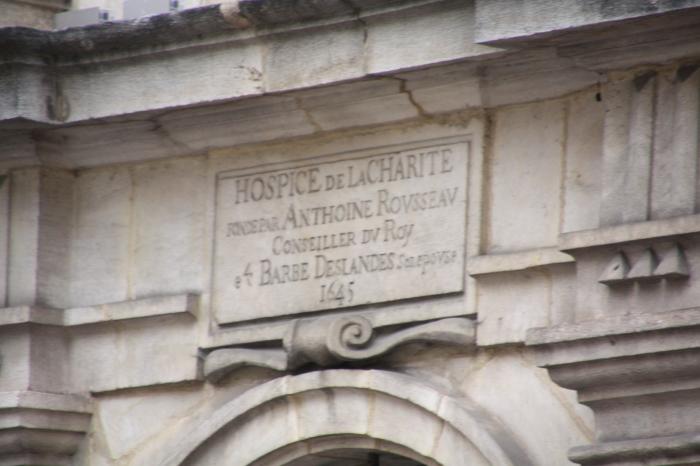 HOSPICE DE LA CHARITE
FONDE PAR ANTHOINE ROVSSEAV
CONSEILLER DV ROY
et BARBE DESLANDES Son epovse
1645